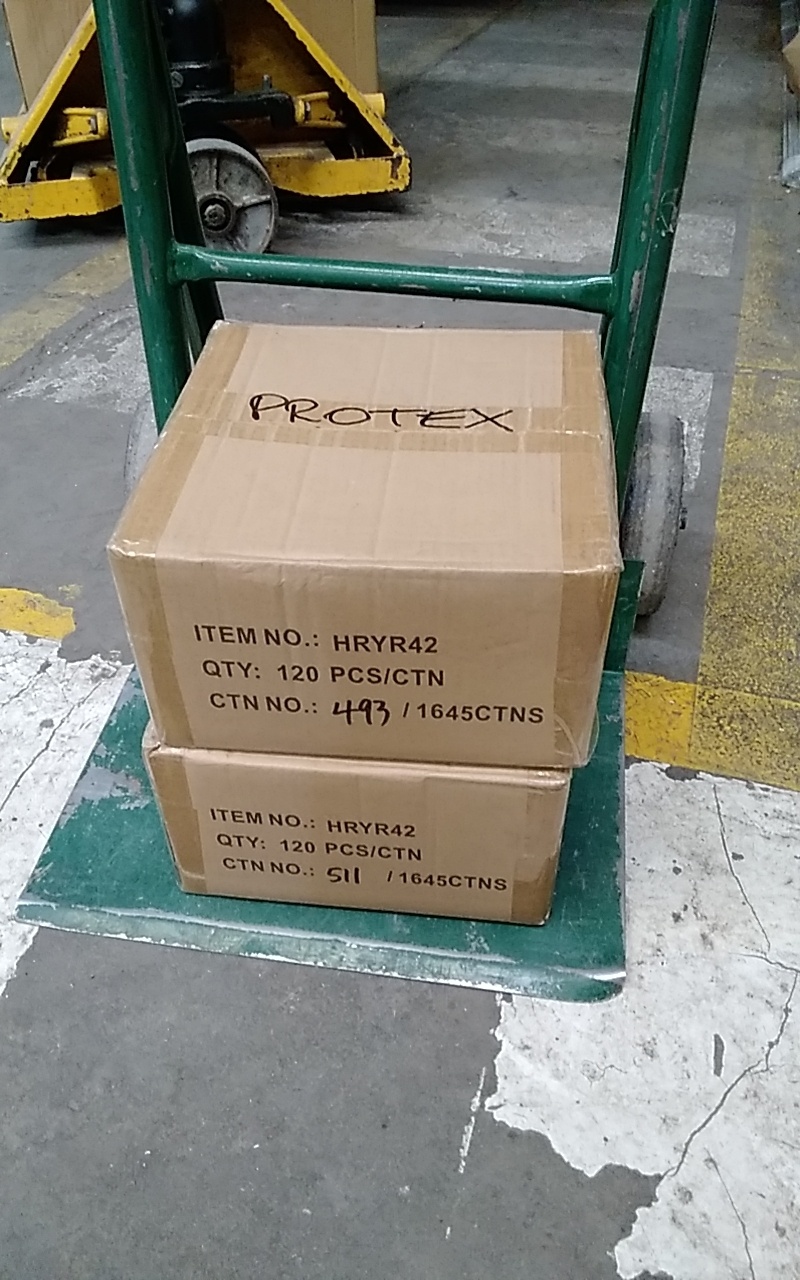 PROTEX
ITEM NO.: HRYR42
QTY: 120 PCS/CTN
CTN NO.: 493 / 1645CTNS
ITEM NO.: HRYR42
QTY: 120 PCS/CTN
CTN NO.: 511 / 1645CTNS